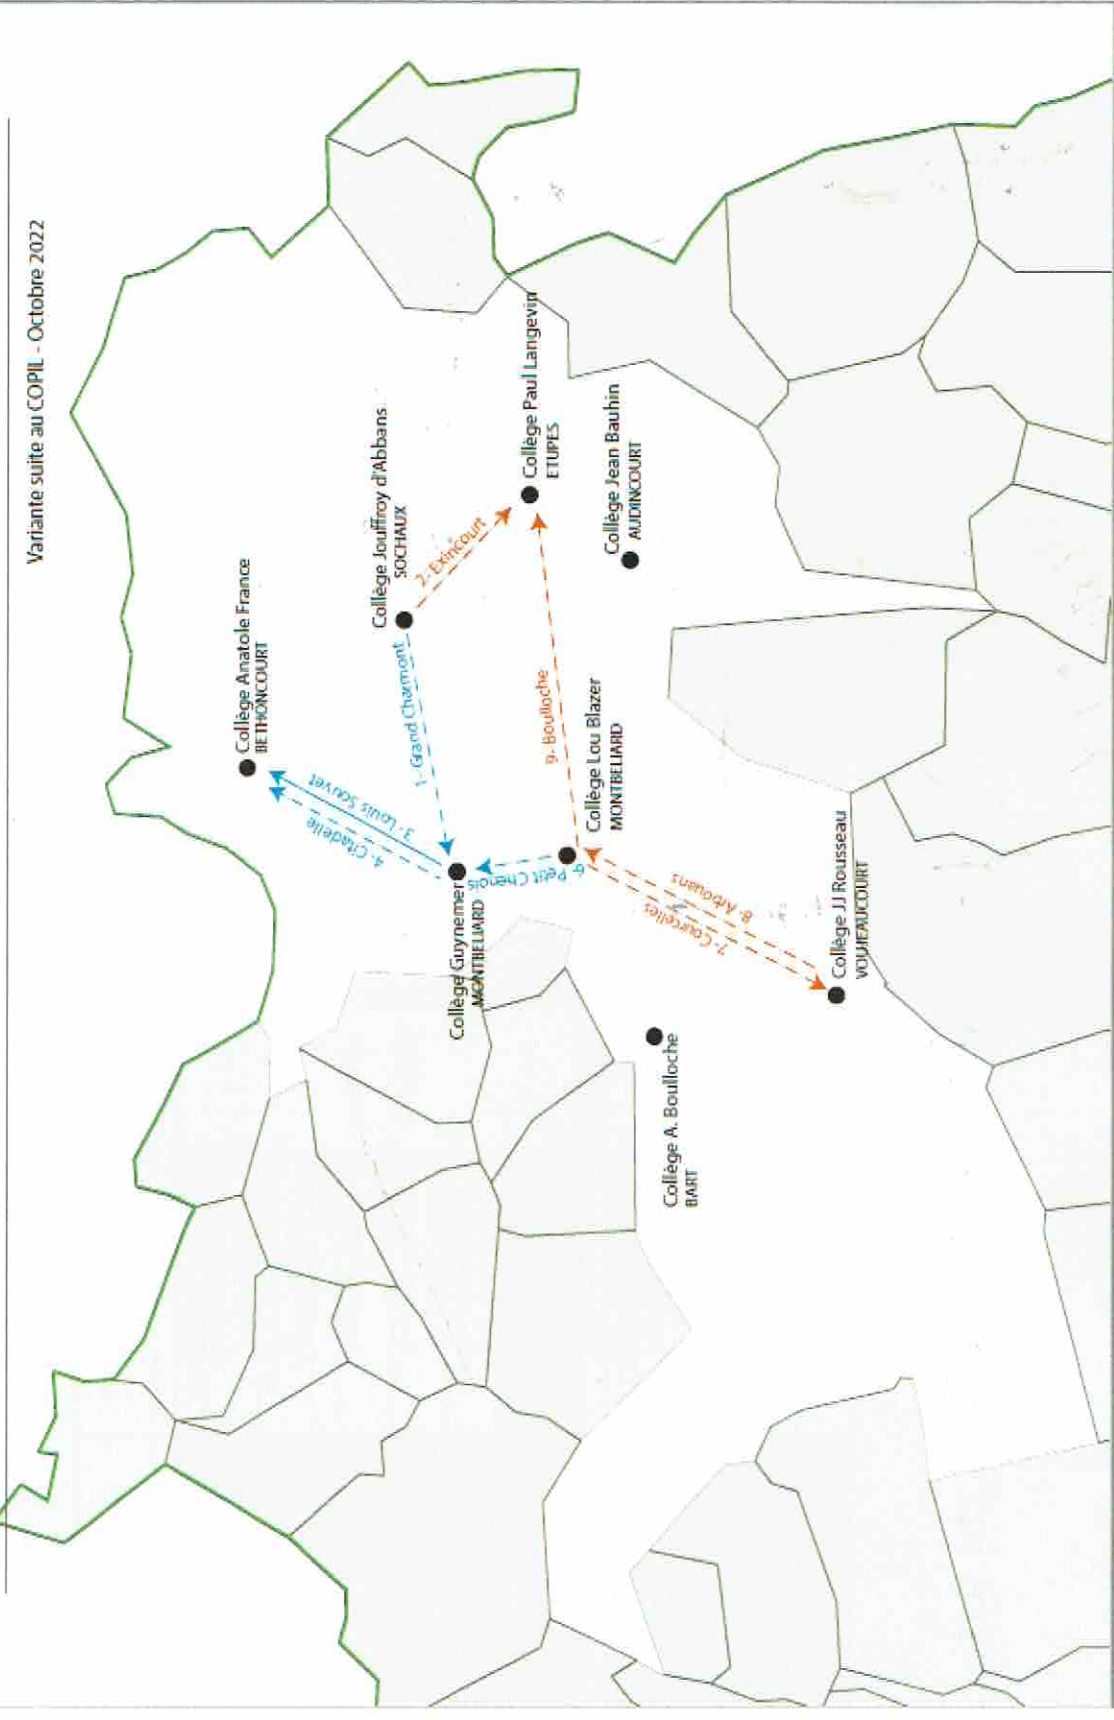 Variante suite au COPIL - Octobre 2022
Collège Anatole France
BETHONCOURT
4- Citadelle
3- Louis Souvet
Collège Jouffroy d'Abbans
SOCHAUX
1- Grand Charmont
2- Exincourt
Collège Guynemer
MONTBELIARD
6- Petit Chenois
Collège Paul Langevin
ETUPES
9- Boulloche
Collège Lou Blazer
MONTBELIARD
Collège Jean Bauhin
AUDINCOURT
7- Courcelles
8- Arbouans
Collège A. Boulloche
BART
Collège JJ Rousseau
VOUJEAUCOURT